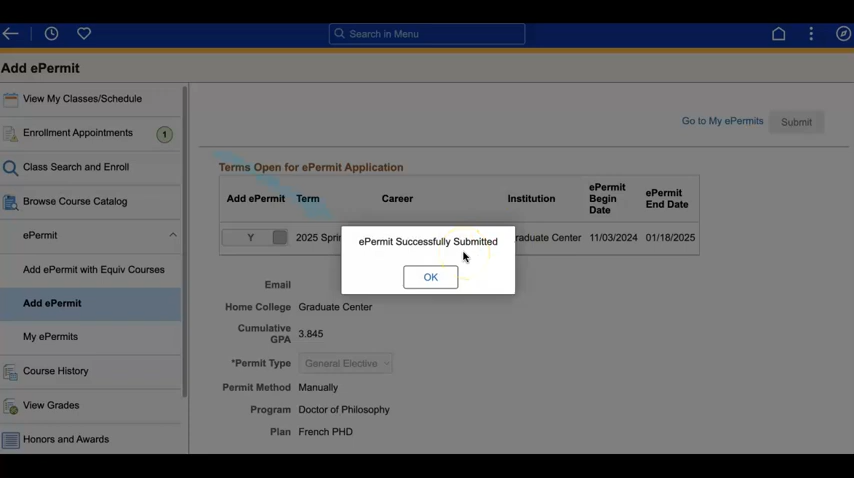 Search in Menu
Add ePermit
View My Classes/Schedule
Enrollment Appointments 1
Class Search and Enroll
Browse Course Catalog
ePermit
Add ePermit with Equiv Courses
Add ePermit
My ePermits
Course History
View Grades
Honors and Awards
Go to My ePermits Submit
Terms Open for ePermit Application
Add ePermit Term Career Institution ePermit Begin Date ePermit End Date
Y 2025 Graduate Center 11/03/2024 01/18/2025
ePermit Successfully Submitted
OK
Email
Home College Graduate Center
Cumulative GPA 3.845
*Permit Type General Elective
Permit Method Manually
Program Doctor of Philosophy
Plan French PHD